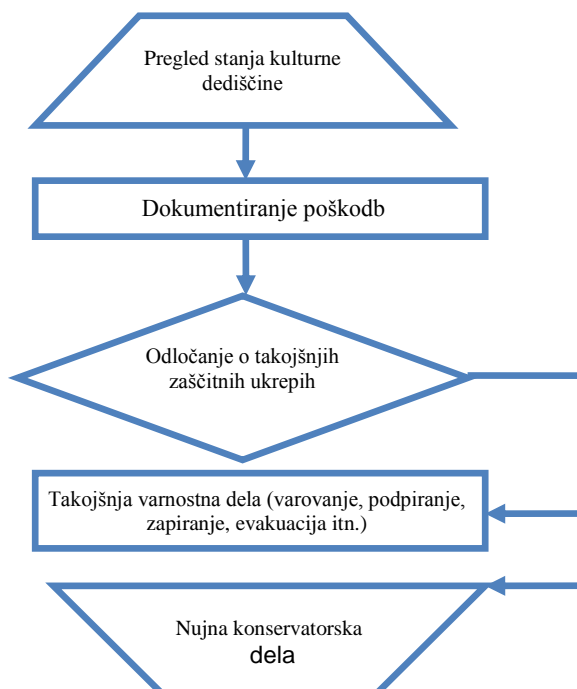 Pregled stanja kulturne
dediščine
Dokumentiranje poškodb
Odločanje o takojšnjih
zaščitnih ukrepih
Takojšnja varnostna dela (varovanje, podpiranje,
zapiranje, evakuacija itn.)
Nujna konservatorska
dela